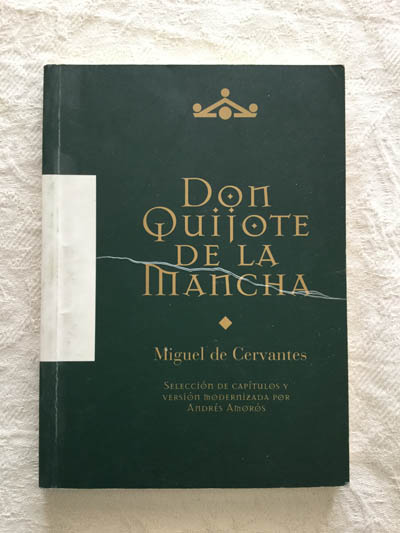 DON
QUIJOTE
DE LA
MANCHA
Miguel de Cervantes
SELECCIÓN DE CAPÍTULOS Y
VERSIÓN MODERNIZADA POR
ANDRÉS AMORÓS